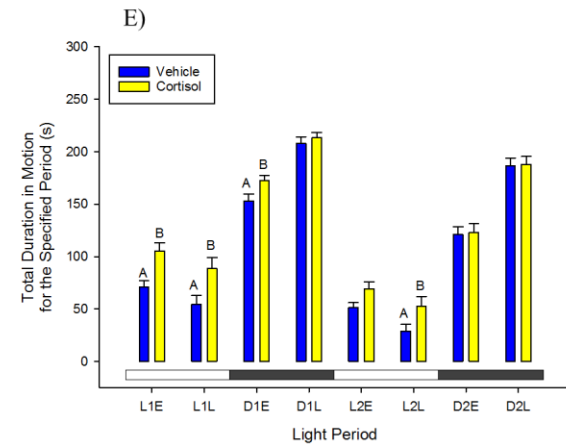 E)
300
250
200
150
100
50
0
Total Duration in Motion
for the Specified Period (s)
Vehicle
Cortisol
A B
A B
A B
A B
L1E L1L D1E D1L L2E L2L D2E D2L
Light Period